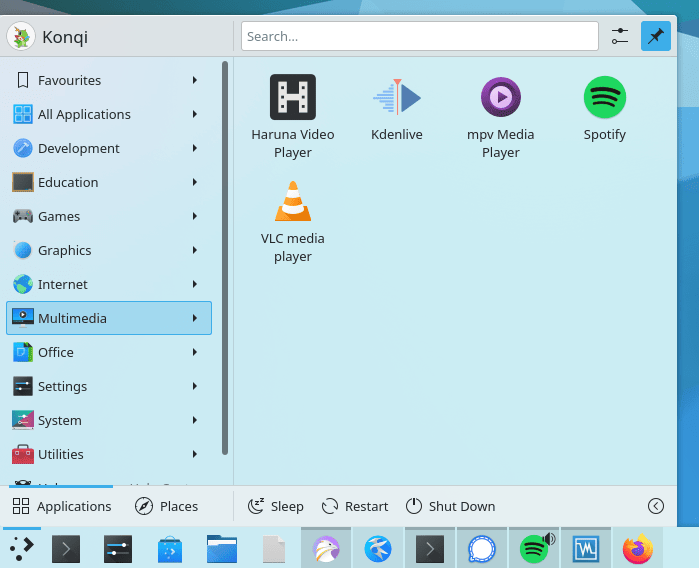 Konqi
Search...
Favourites
All Applications
Development
Education
Games
Graphics
Internet
Multimedia
Office
Settings
System
Utilities
Haruna Video
Player
Kdenlive
mpv Media
Player
Spotify
VLC media
player
Applications
Places
Sleep
Restart
Shut Down